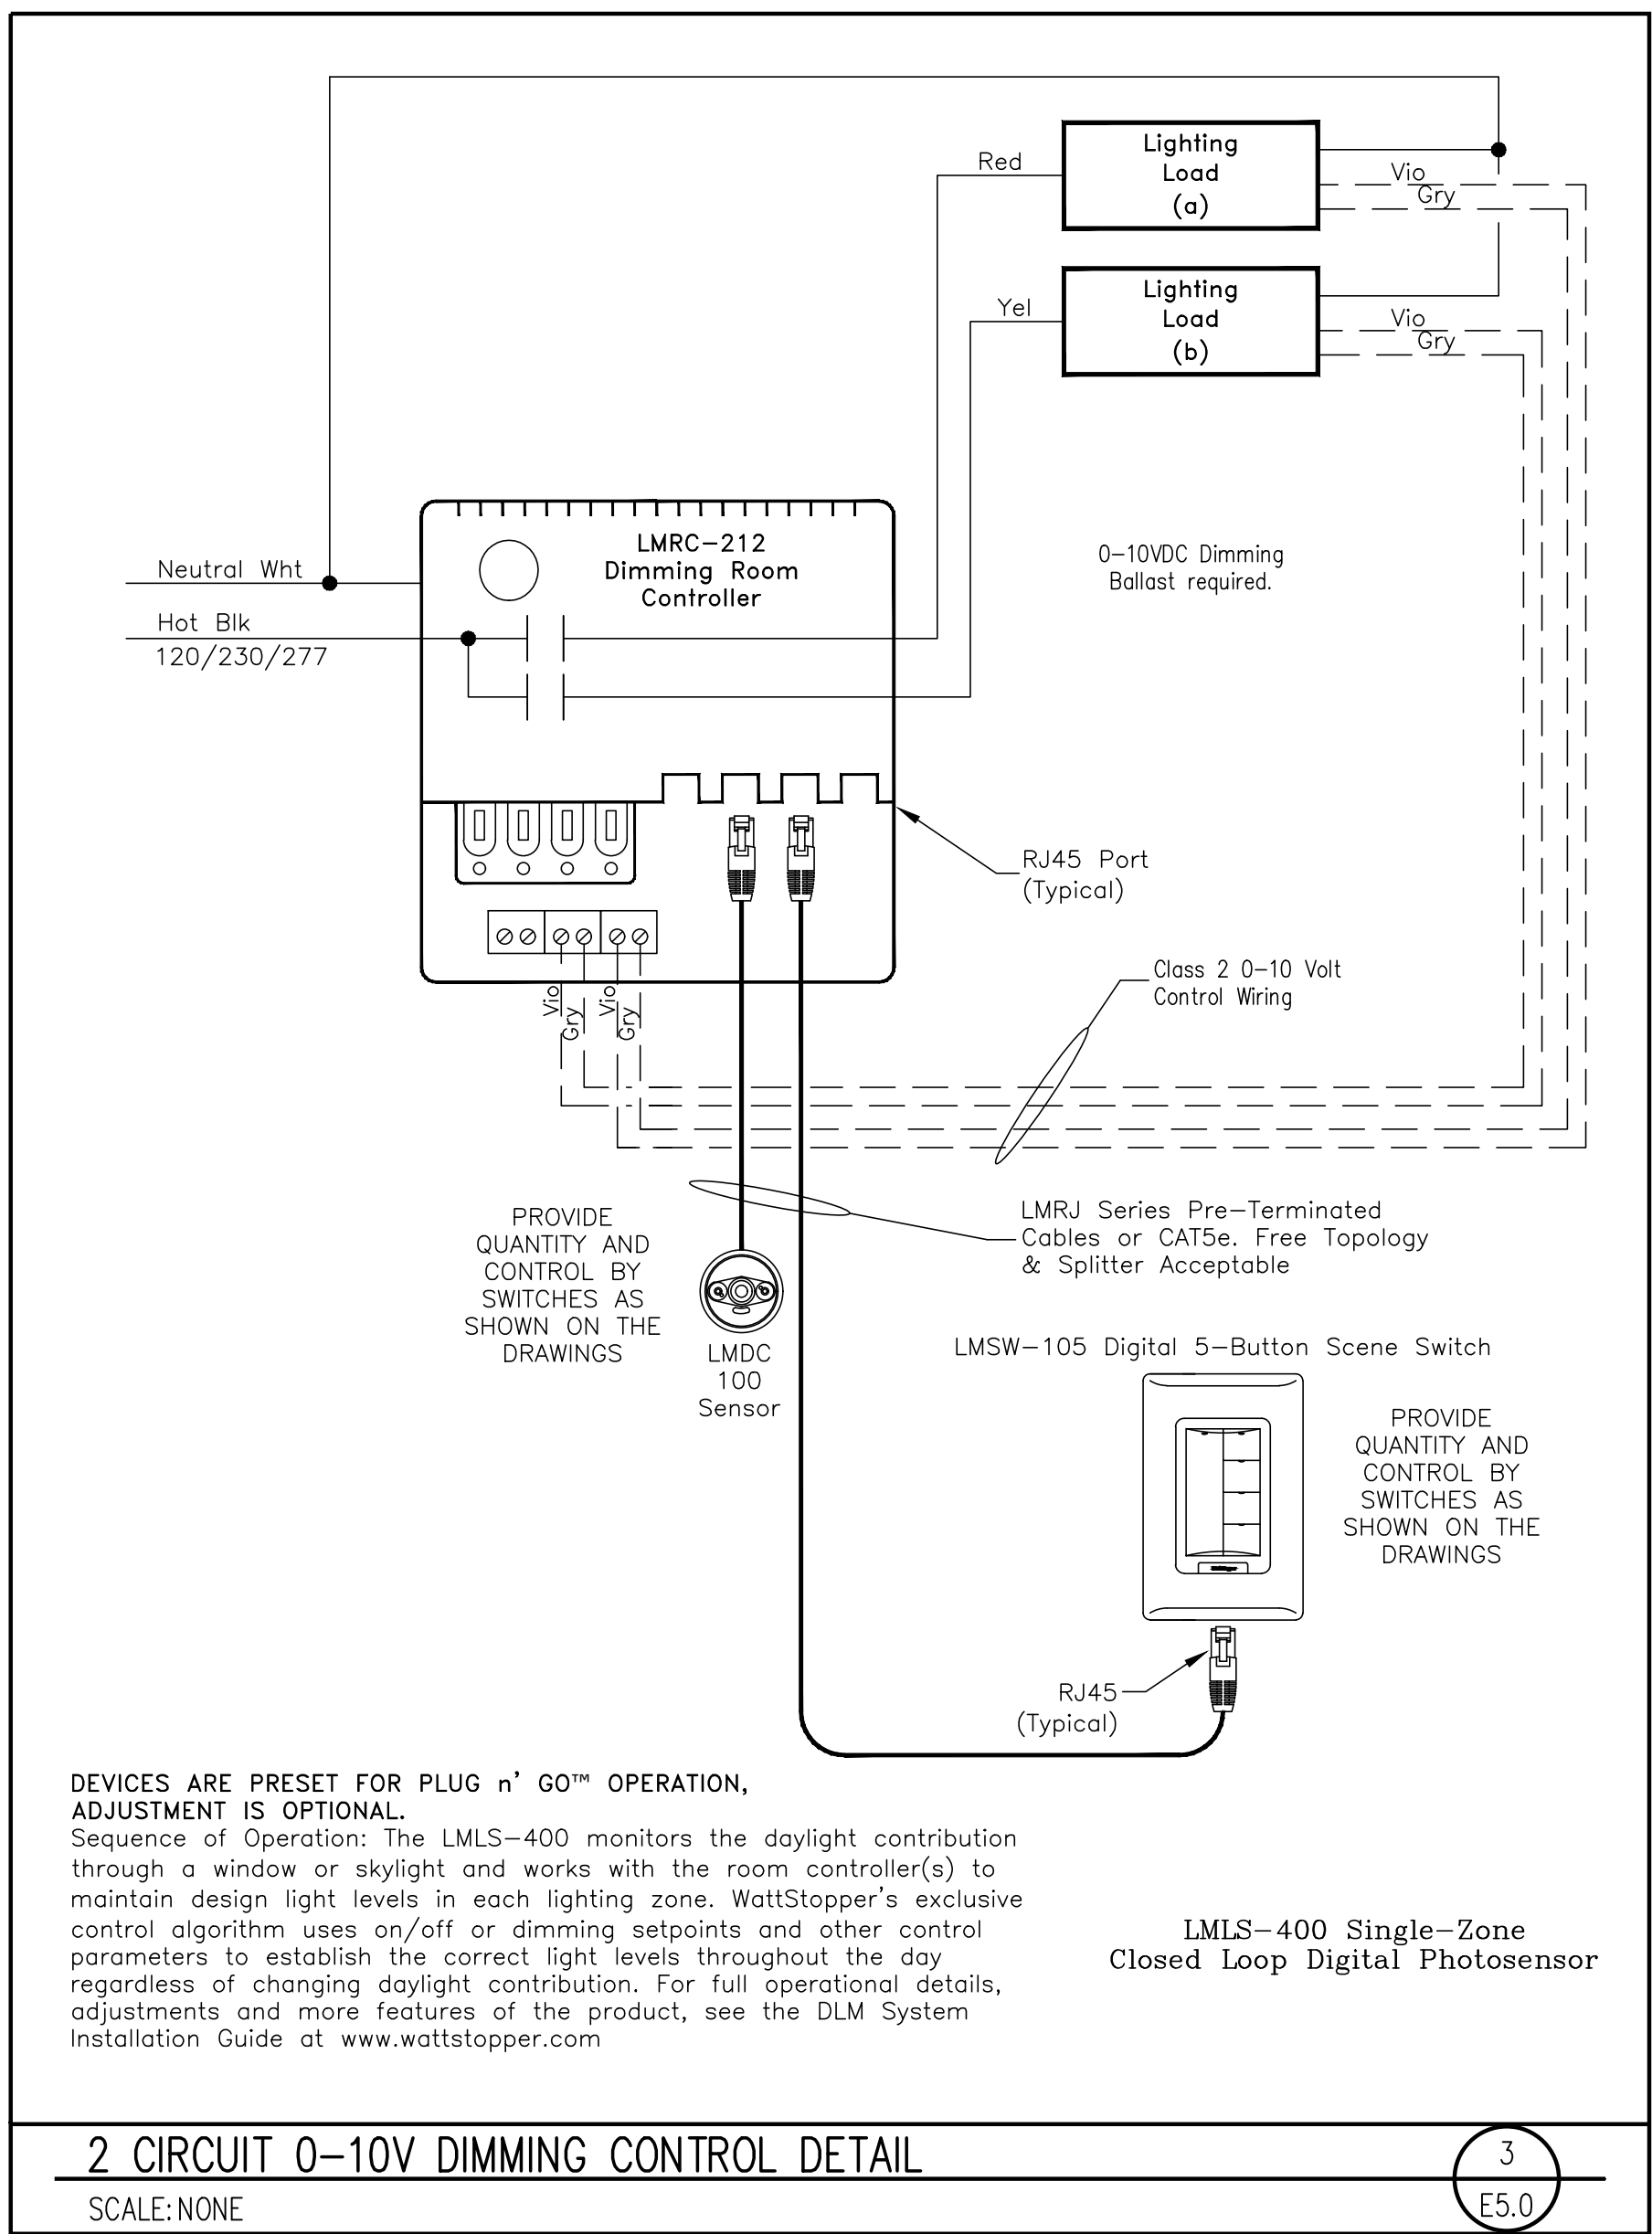 Lighting
Load
(a)
Red
Vio
Gry
Lighting
Load
(b)
Yel
Vio
Gry
LMRC-212
Dimming Room
Controller
0-10VDC Dimming
Ballast required.
Neutral Wht
Hot Blk
120/230/277
RJ45 Port
(Typical)
Class 2 0-10 Volt
Control Wiring
Vio
Gry
Vio
Gry
LMRJ Series Pre-Terminated
Cables or CAT5e. Free Topology
& Splitter Acceptable
PROVIDE
QUANTITY AND
CONTROL BY
SWITCHES AS
SHOWN ON THE
DRAWINGS
LMDC
100
Sensor
LMSW-105 Digital 5-Button Scene Switch
PROVIDE
QUANTITY AND
CONTROL BY
SWITCHES AS
SHOWN ON THE
DRAWINGS
RJ45
(Typical)
DEVICES ARE PRESET FOR PLUG n' GO™ OPERATION,
ADJUSTMENT IS OPTIONAL.
Sequence of Operation: The LMLS-400 monitors the daylight contribution
through a window or skylight and works with the room controller(s) to
maintain design light levels in each lighting zone. WattStopper's exclusive
control algorithm uses on/off or dimming setpoints and other control
parameters to establish the correct light levels throughout the day
regardless of changing daylight contribution. For full operational details,
adjustments and more features of the product, see the DLM System
Installation Guide at www.wattstopper.com
LMLS-400 Single-Zone
Closed Loop Digital Photosensor
2 CIRCUIT 0-10V DIMMING CONTROL DETAIL
SCALE: NONE
3
E5.0